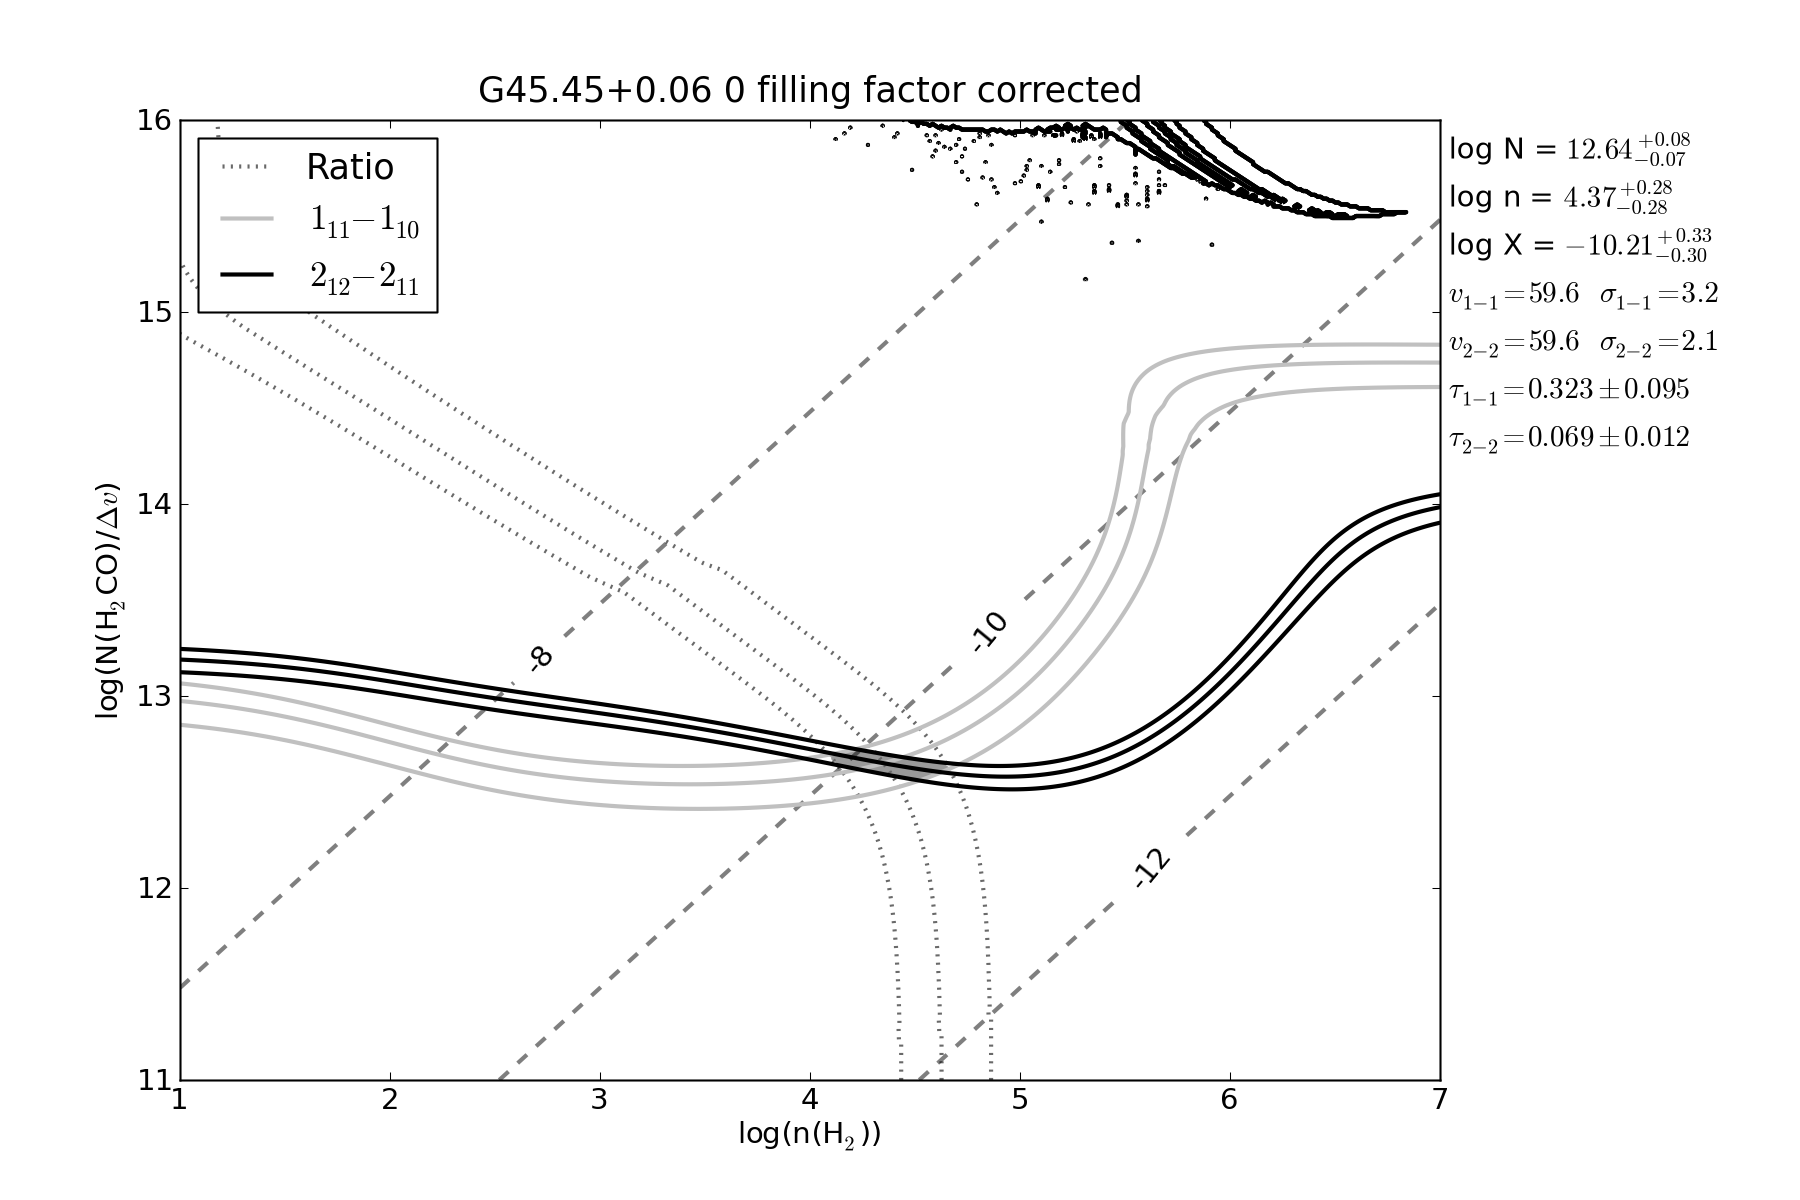 G45.45+0.06 0 filling factor corrected
Ratio
1₁₁−1₁₀
2₁₂−2₁₁
log N = 12.64 +0.08 −0.07
log n = 4.37 +0.28 −0.28
log X = −10.21 +0.33 −0.30
v₁₋₁=59.6 σ₁₋₁=3.2
v₂₋₂=59.6 σ₂₋₂=2.1
τ₁₋₁=0.323±0.095
τ₂₋₂=0.069±0.012
log(N(H₂CO)/Δv)
16
15
14
13
12
11
-8
-10
-12
1 2 3 4 5 6 7
log(n(H₂))